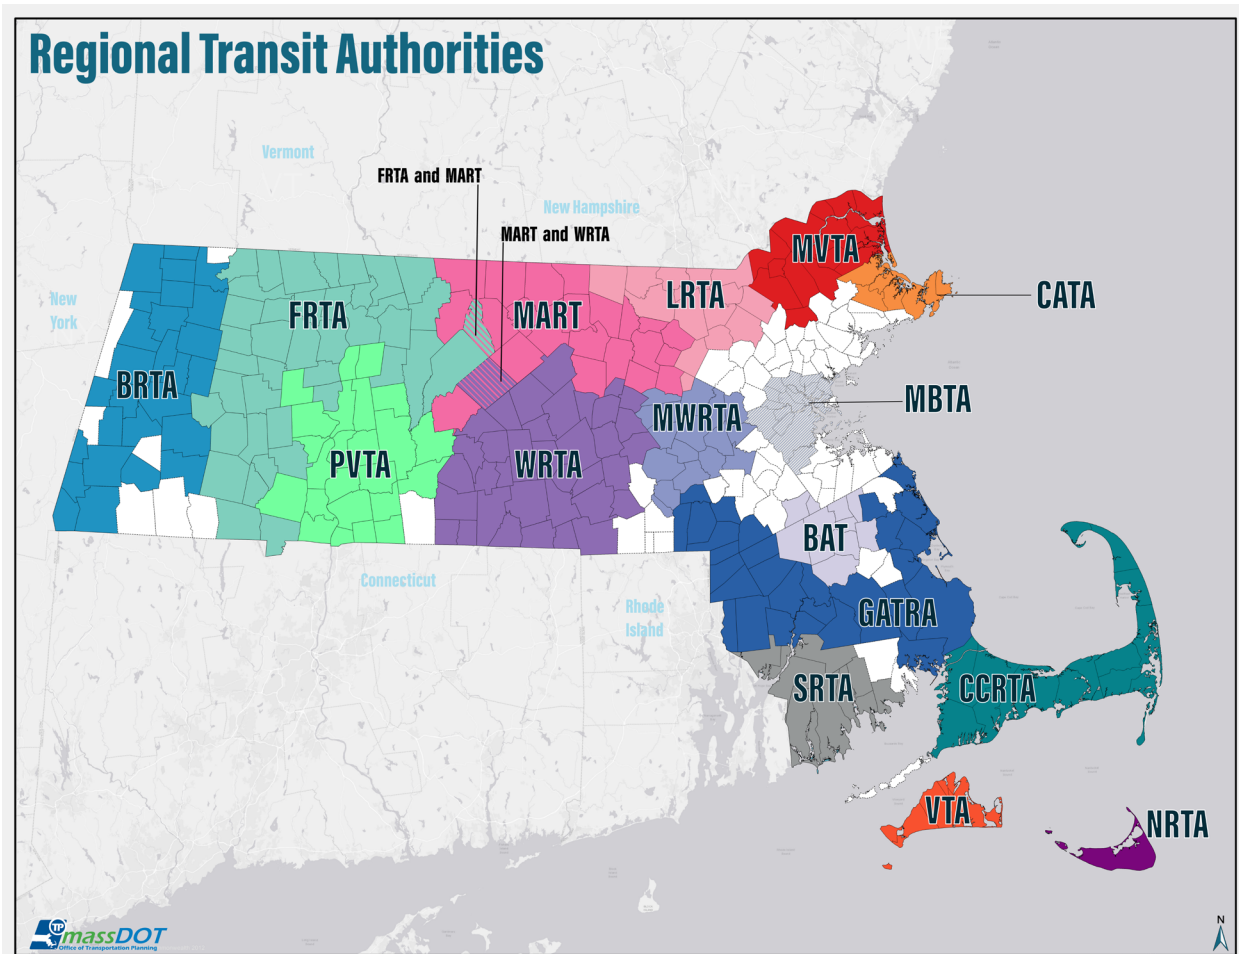 Regional Transit Authorities
Vermont
FRTA and MART
New Hampshire
MART and WRTA
MVTA
New
York
FRTA
MART
LRTA
CATA
BRTA
MBTA
MWRTA
PVTA
WRTA
BAT
Connecticut
Rhode
Island
GATRA
SRTA
CCRTA
VTA
NRTA
TP
massDOT
Office of Transportation Planning
N